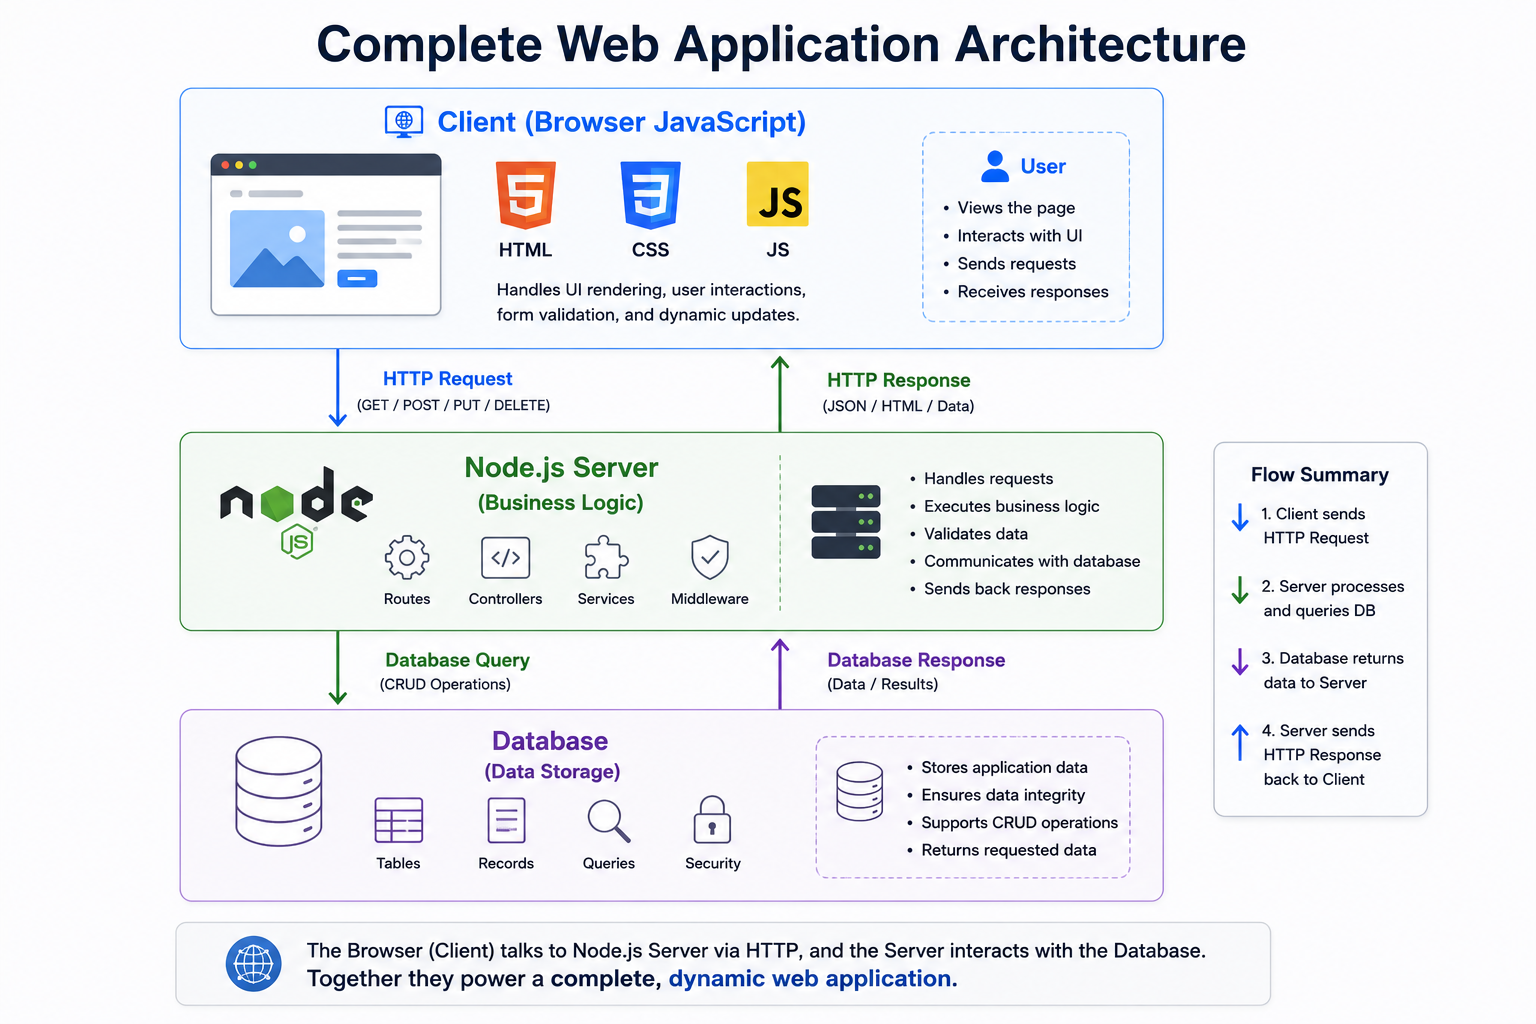 Complete Web Application Architecture
Client (Browser JavaScript)
HTML
CSS
JS
JS
Handles UI rendering, user interactions,
form validation, and dynamic updates.
User
• Views the page
• Interacts with UI
• Sends requests
• Receives responses
HTTP Request
(GET / POST / PUT / DELETE)
HTTP Response
(JSON / HTML / Data)
node
JS
Node.js Server
(Business Logic)
Routes
</>
Controllers
Services
Middleware
• Handles requests
• Executes business logic
• Validates data
• Communicates with database
• Sends back responses
Database Query
(CRUD Operations)
Database Response
(Data / Results)
Database
(Data Storage)
Tables
Records
Queries
Security
• Stores application data
• Ensures data integrity
• Supports CRUD operations
• Returns requested data
Flow Summary
1. Client sends
HTTP Request
2. Server processes
and queries DB
3. Database returns
data to Server
4. Server sends
HTTP Response
back to Client
The Browser (Client) talks to Node.js Server via HTTP, and the Server interacts with the Database.
Together they power a complete, dynamic web application.